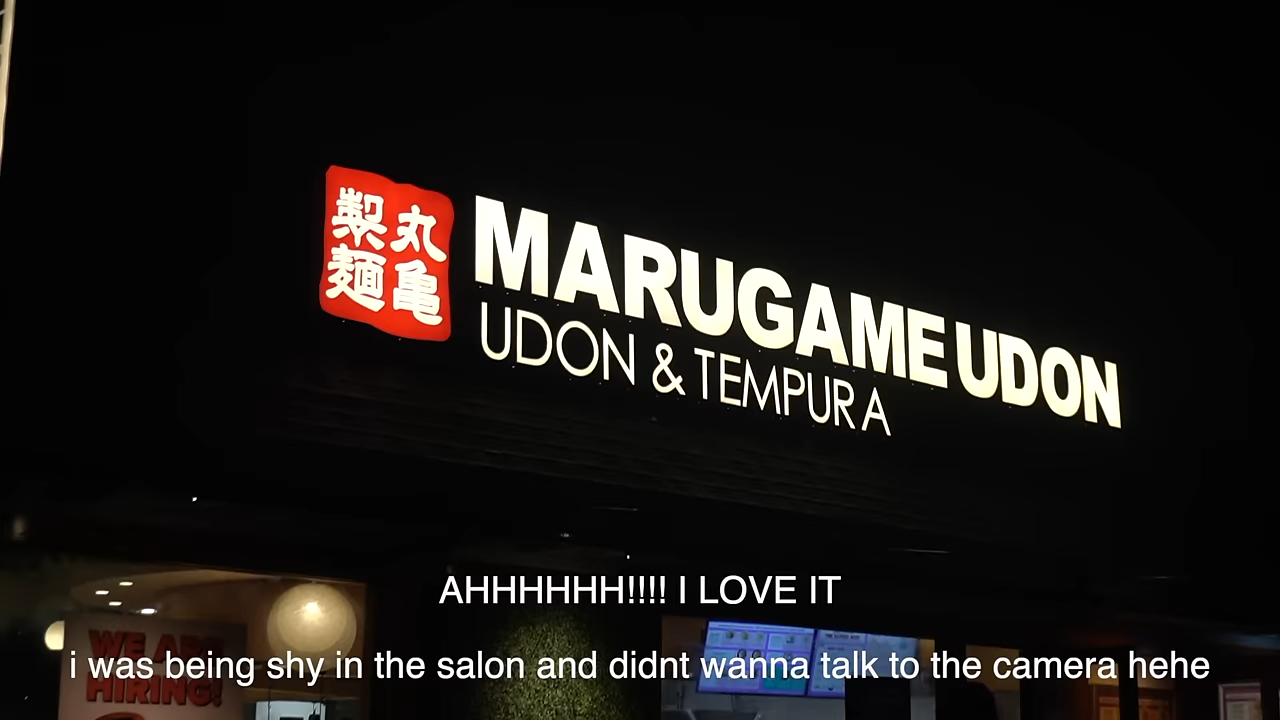 丸亀
製麺
MARUGAME UDON
UDON & TEMPURA
AHHHHHH!!!! I LOVE IT
WE ARE
i was being shy in the salon and didnt wanna talk to the camera hehe
HIRING!